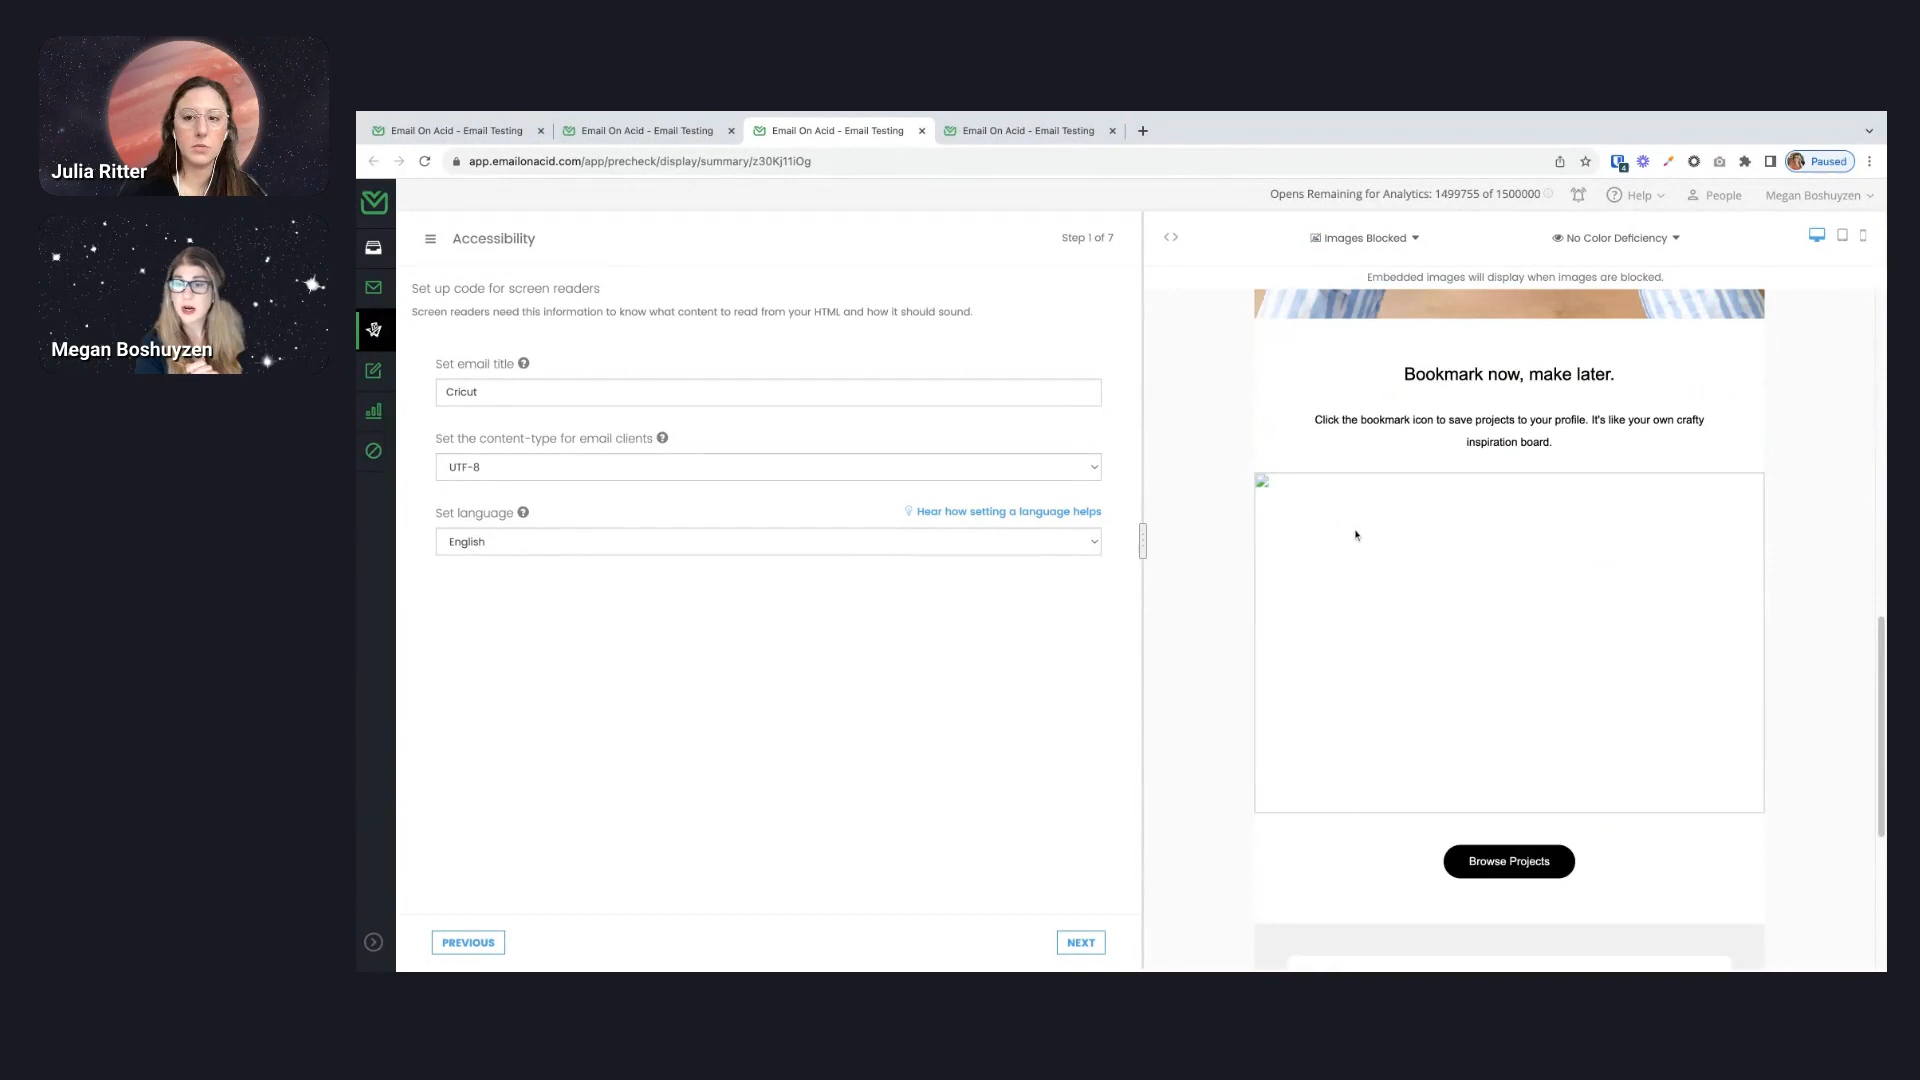 Julia Ritter
Megan Boshuyzen
Email On Acid - Email Testing
Email On Acid - Email Testing
Email On Acid - Email Testing
Email On Acid - Email Testing
app.emailonacid.com/app/precheck/display/summary/z30Kj11iOg
4
Paused
Opens Remaining for Analytics: 1499755 of 1500000
Help
People
Megan Boshuyzen
Accessibility
Step 1 of 7
Images Blocked
No Color Deficiency
Embedded images will display when images are blocked.
Set up code for screen readers
Screen readers need this information to know what content to read from your HTML and how it should sound.
Set email title
Cricut
Set the content-type for email clients
UTF-8
Set language
Hear how setting a language helps
English
PREVIOUS
NEXT
Bookmark now, make later.
Click the bookmark icon to save projects to your profile. It's like your own crafty
inspiration board.
Browse Projects